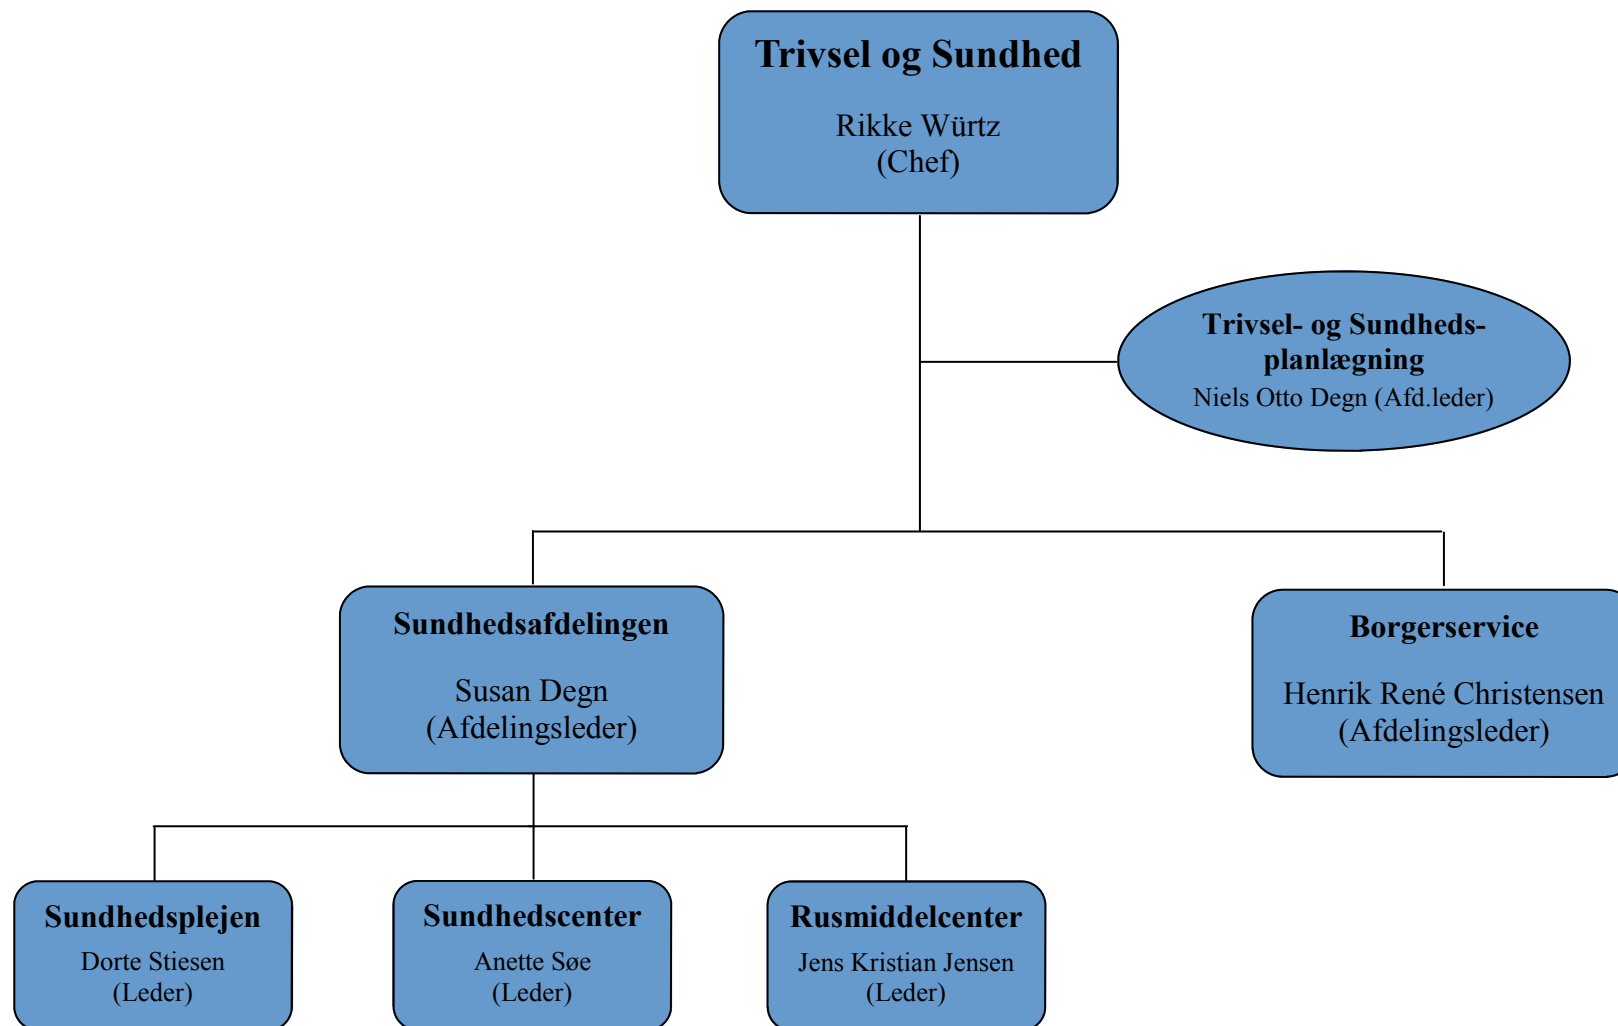 Trivsel og Sundhed
Rikke Würtz
(Chef)
Trivsel- og Sundheds-
planlægning
Niels Otto Degn (Afd.leder)
Sundhedsafdelingen
Susan Degn
(Afdelingsleder)
Borgerservice
Henrik René Christensen
(Afdelingsleder)
Sundhedsplejen
Dorte Stiesen
(Leder)
Sundhedscenter
Anette Søe
(Leder)
Rusmiddelcenter
Jens Kristian Jensen
(Leder)